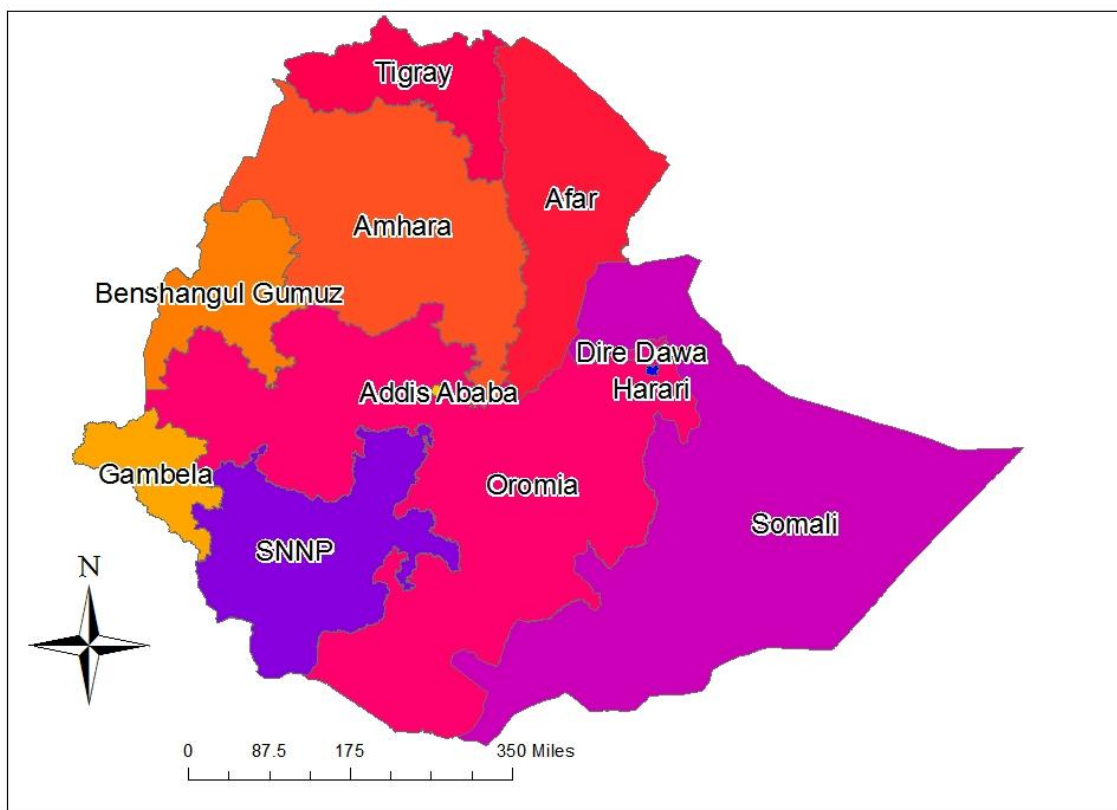 Tigray
Afar
Amhara
Benshangul Gumuz
Dire Dawa
Addis Ababa
Harari
Gambela
Oromia
Somali
SNNP
N
0 87.5 175 350 Miles